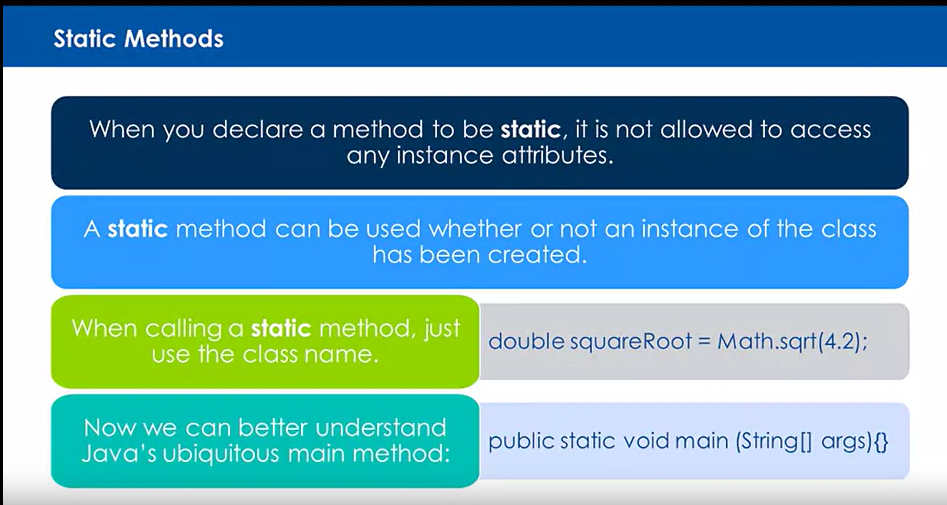 Static Methods
When you declare a method to be static, it is not allowed to access
any instance attributes.
A static method can be used whether or not an instance of the class
has been created.
When calling a static method, just
use the class name.
double squareRoot = Math.sqrt(4.2);
Now we can better understand
Java's ubiquitous main method:
public static void main (String[] args){}